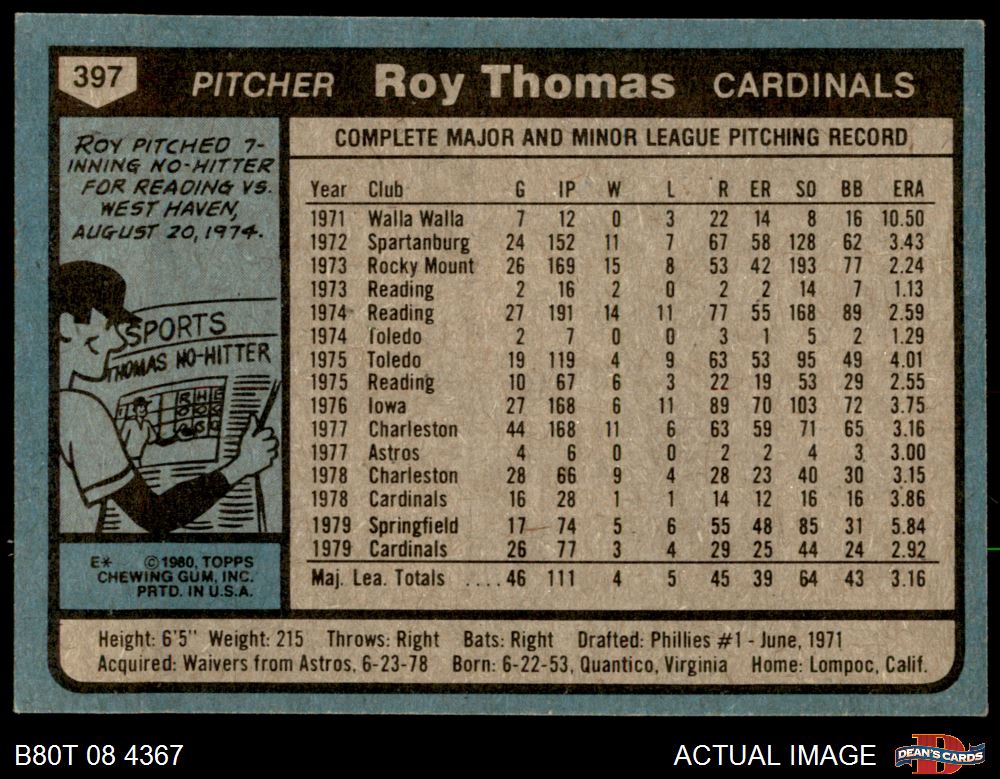 397 PITCHER Roy Thomas CARDINALS
ROY PITCHED 7-
INNING NO-HITTER
FOR READING VS.
WEST HAVEN,
AUGUST 20, 1974.
SPORTS
THOMAS NO-HITTER
R H E
E* ©1980, TOPPS
CHEWING GUM, INC.
PRTD. IN U.S.A.
COMPLETE MAJOR AND MINOR LEAGUE PITCHING RECORD
Year Club G IP W L R ER SO BB ERA
1971 Walla Walla 7 12 0 3 22 14 8 16 10.50
1972 Spartanburg 24 152 11 7 67 58 128 62 3.43
1973 Rocky Mount 26 169 15 8 53 42 193 77 2.24
1973 Reading 2 16 2 0 2 2 14 7 1.13
1974 Reading 27 191 14 11 77 55 168 89 2.59
1974 Toledo 2 7 0 0 3 1 5 2 1.29
1975 Toledo 19 119 4 9 63 53 95 49 4.01
1975 Reading 10 67 6 3 22 19 53 29 2.55
1976 Iowa 27 168 6 11 89 70 103 72 3.75
1977 Charleston 44 168 11 6 63 59 71 65 3.16
1977 Astros 4 6 0 0 2 2 4 3 3.00
1978 Charleston 28 66 9 4 28 23 40 30 3.15
1978 Cardinals 16 28 1 1 14 12 16 16 3.86
1979 Springfield 17 74 5 6 55 48 85 31 5.84
1979 Cardinals 26 77 3 4 29 25 44 24 2.92
Maj. Lea. Totals ....46 111 4 5 45 39 64 43 3.16
Height: 6'5" Weight: 215 Throws: Right Bats: Right Drafted: Phillies #1 - June, 1971
Acquired: Waivers from Astros, 6-23-78 Born: 6-22-53, Quantico, Virginia Home: Lompoc, Calif.
B80T 08 4367 ACTUAL IMAGE DEAN'S CARDS